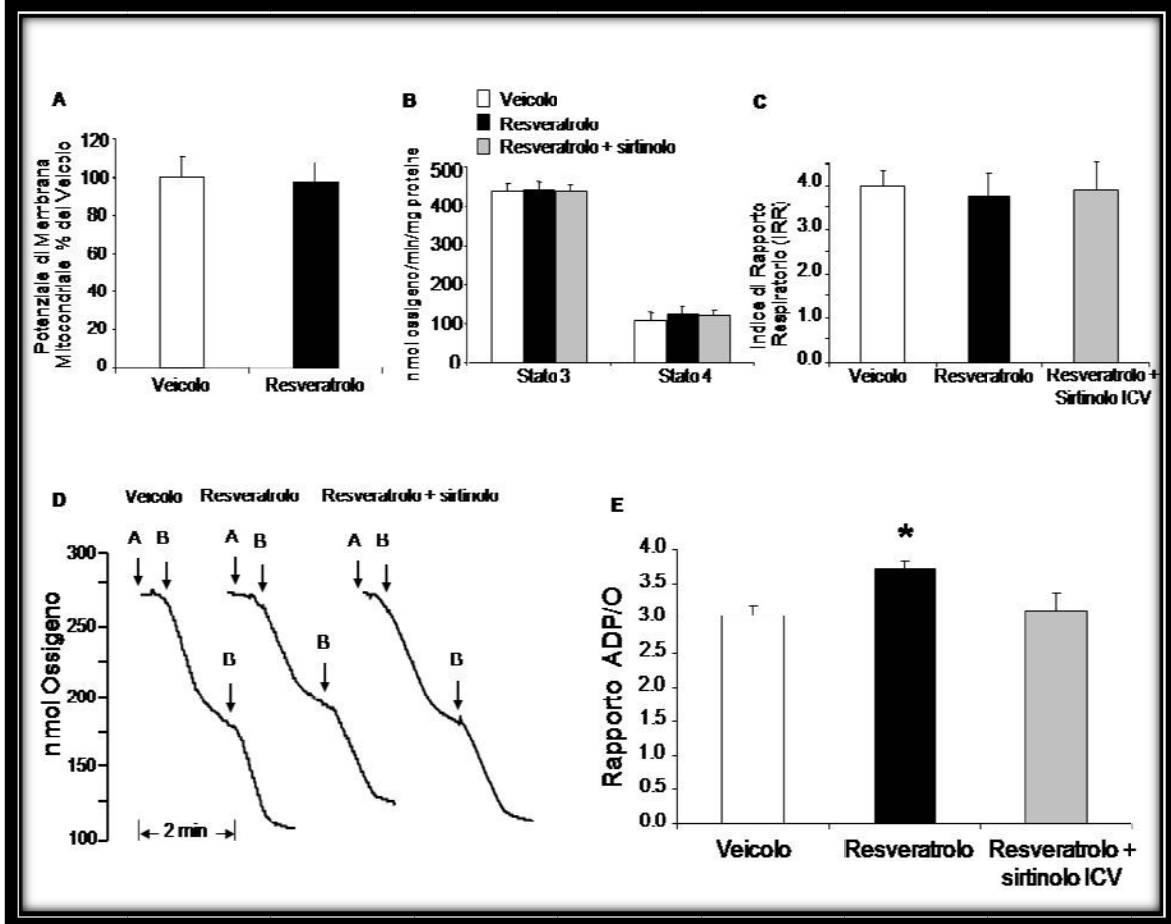 A
Potenziale di Membrana
Mitocondriale % del Veicolo
120
100
80
60
40
20
0
Veicolo
Resveratrolo
B
Veicolo
Resveratrolo
Resveratrolo + sirtinolo
nmol ossigeno/min/mg proteine
500
400
300
200
100
0
Stato 3
Stato 4
C
Indice di Rapporto
Respiratorio (IRR)
4.0
3.0
2.0
1.0
0.0
Veicolo
Resveratrolo
Resveratrolo +
Sirtinolo ICV
D
Veicolo
Resveratrolo
Resveratrolo + sirtinolo
A
B
A
B
A
B
B
B
B
nmol Ossigeno
300
250
200
150
100
2 min
E
*
Rapporto ADP/O
4.0
3.5
3.0
2.5
2.0
1.5
1.0
0.5
0.0
Veicolo
Resveratrolo
Resveratrolo +
sirtinolo ICV